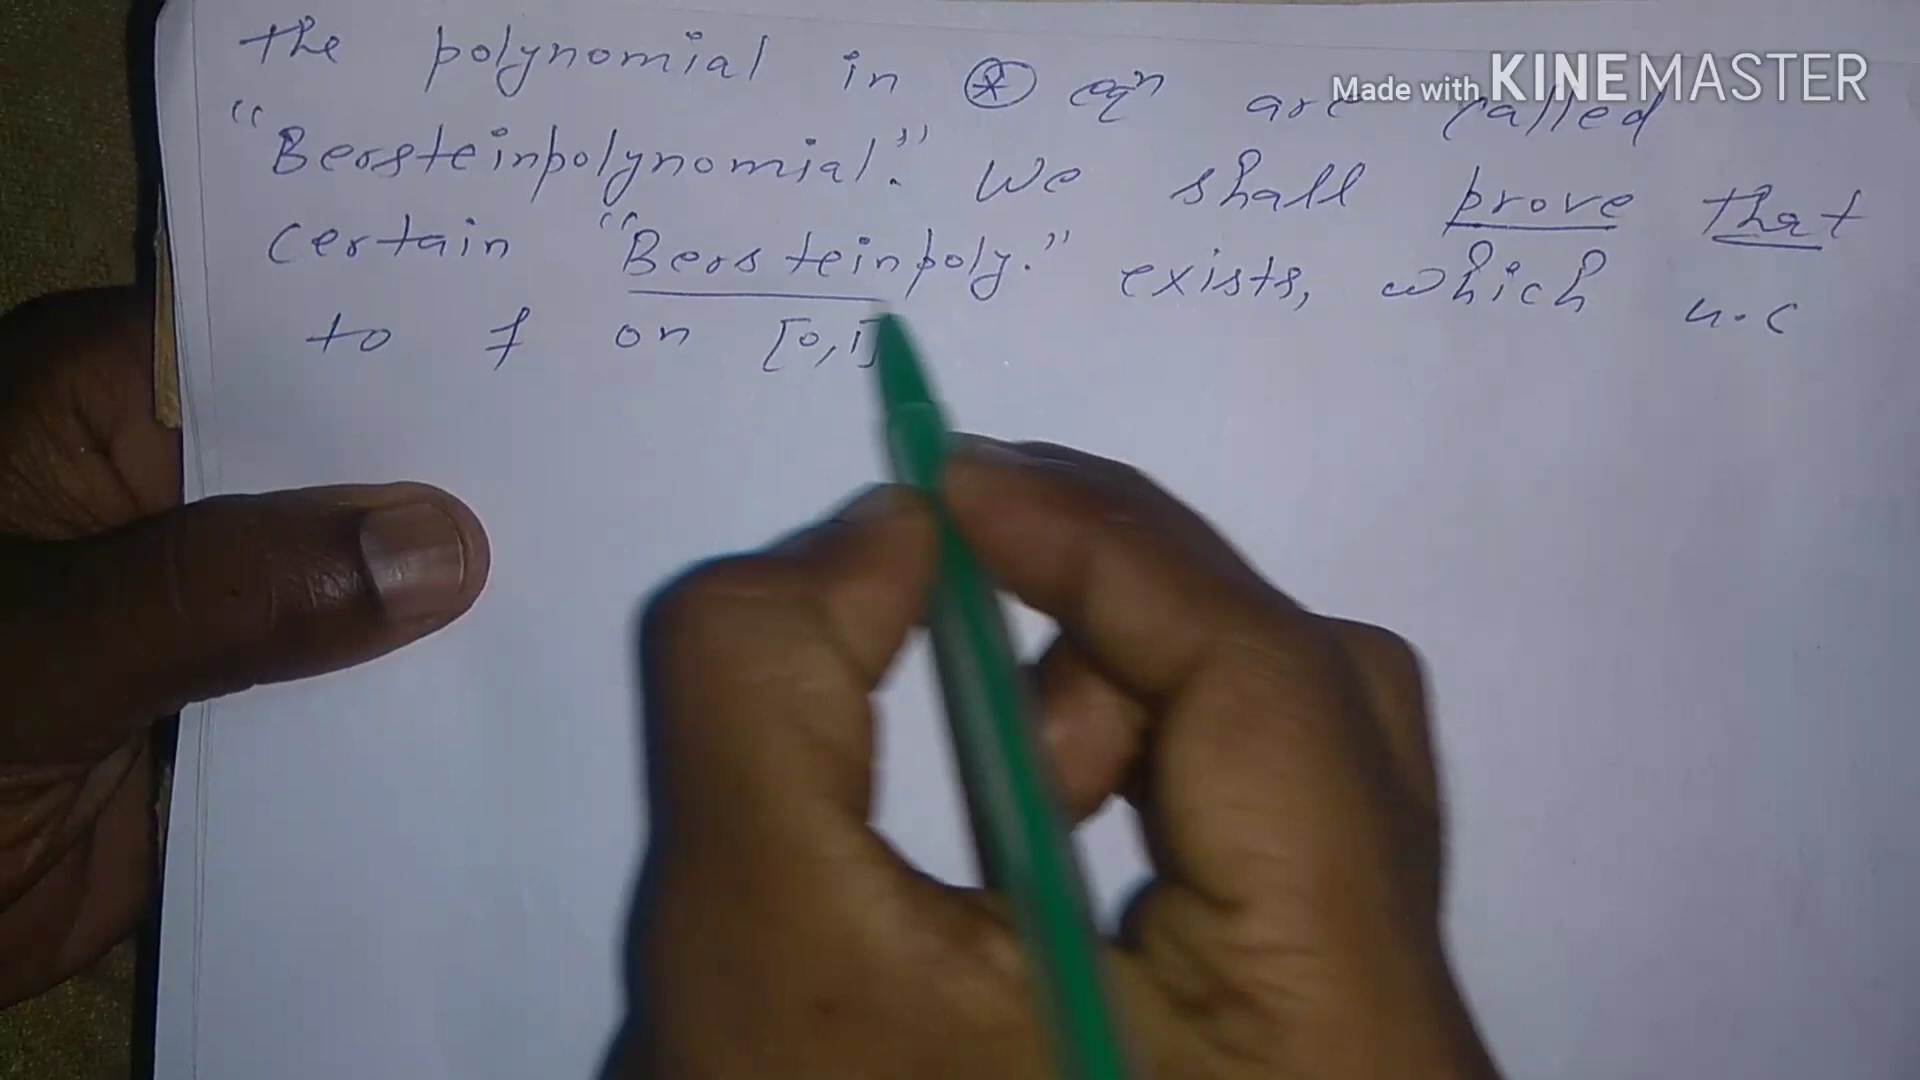 the polynomial in ⊛ eqn are called
"Bersteinpolynomial". We shall prove that
certain "Bersteinpoly." exists, which u.c
to f on [0,1]
Made with KINEMASTER